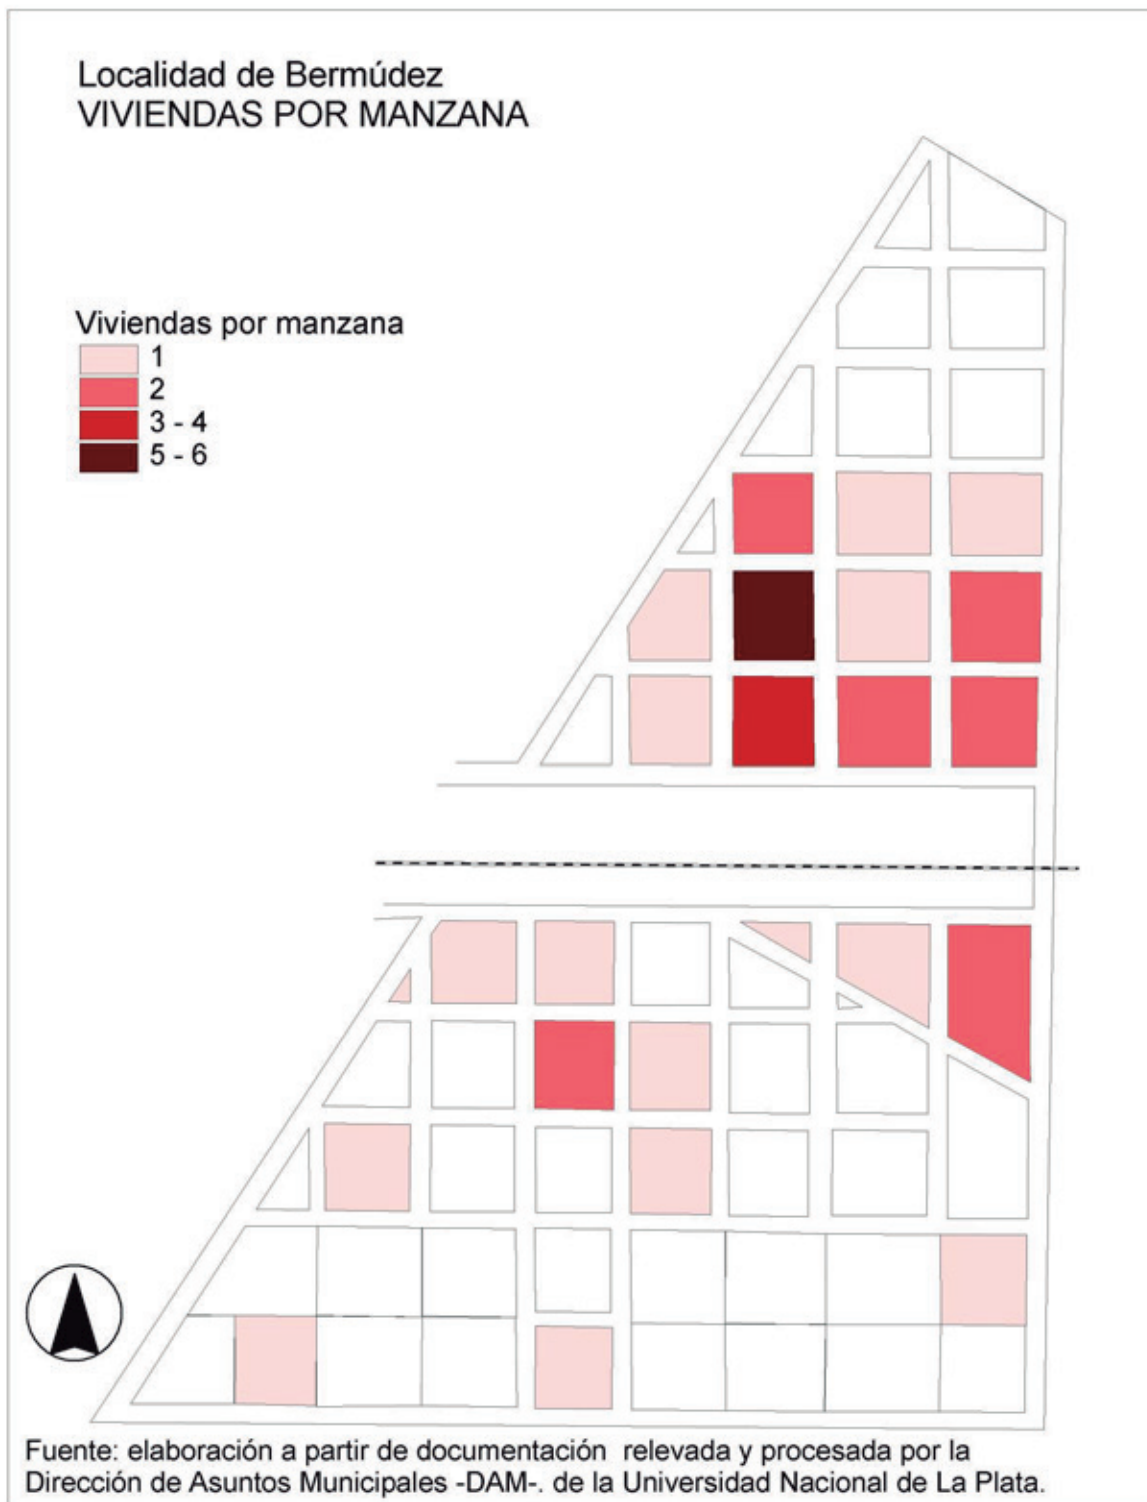 Localidad de Bermúdez
VIVIENDAS POR MANZANA
Viviendas por manzana
1
2
3 - 4
5 - 6
Fuente: elaboración a partir de documentación relevada y procesada por la
Dirección de Asuntos Municipales -DAM-. de la Universidad Nacional de La Plata.